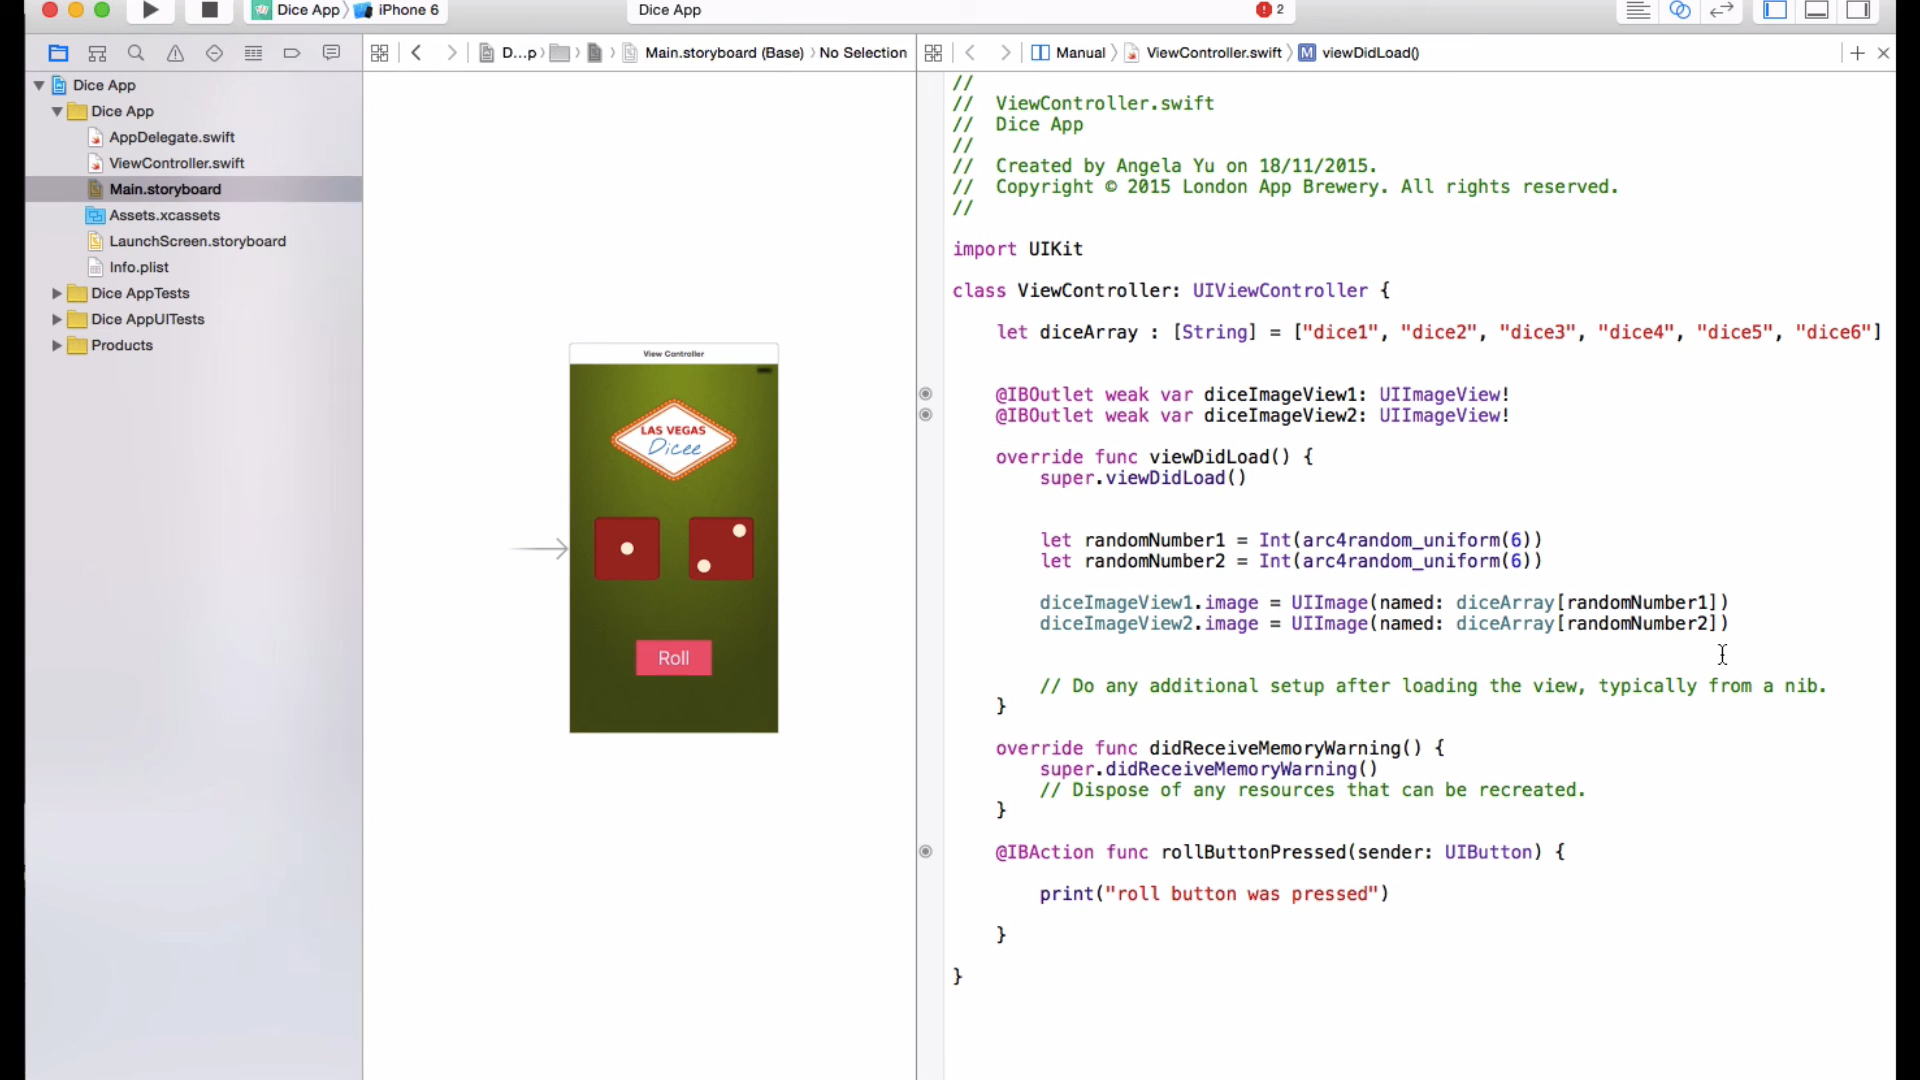 Dice App
iPhone 6
Dice App
2
D...p
Main.storyboard (Base)
No Selection
Manual
ViewController.swift
M
viewDidLoad()
Dice App
Dice App
AppDelegate.swift
ViewController.swift
Main.storyboard
Assets.xcassets
LaunchScreen.storyboard
Info.plist
Dice AppTests
Dice AppUITests
Products
View Controller
LAS VEGAS
Dicee
Roll
//
//  ViewController.swift
//  Dice App
//
//  Created by Angela Yu on 18/11/2015.
//  Copyright © 2015 London App Brewery. All rights reserved.
//
import UIKit
class ViewController: UIViewController {
let diceArray : [String] = ["dice1", "dice2", "dice3", "dice4", "dice5", "dice6"]
@IBOutlet weak var diceImageView1: UIImageView!
@IBOutlet weak var diceImageView2: UIImageView!
override func viewDidLoad() {
super.viewDidLoad()
let randomNumber1 = Int(arc4random_uniform(6))
let randomNumber2 = Int(arc4random_uniform(6))
diceImageView1.image = UIImage(named: diceArray[randomNumber1])
diceImageView2.image = UIImage(named: diceArray[randomNumber2])
// Do any additional setup after loading the view, typically from a nib.
}
override func didReceiveMemoryWarning() {
super.didReceiveMemoryWarning()
// Dispose of any resources that can be recreated.
}
@IBAction func rollButtonPressed(sender: UIButton) {
print("roll button was pressed")
}
}